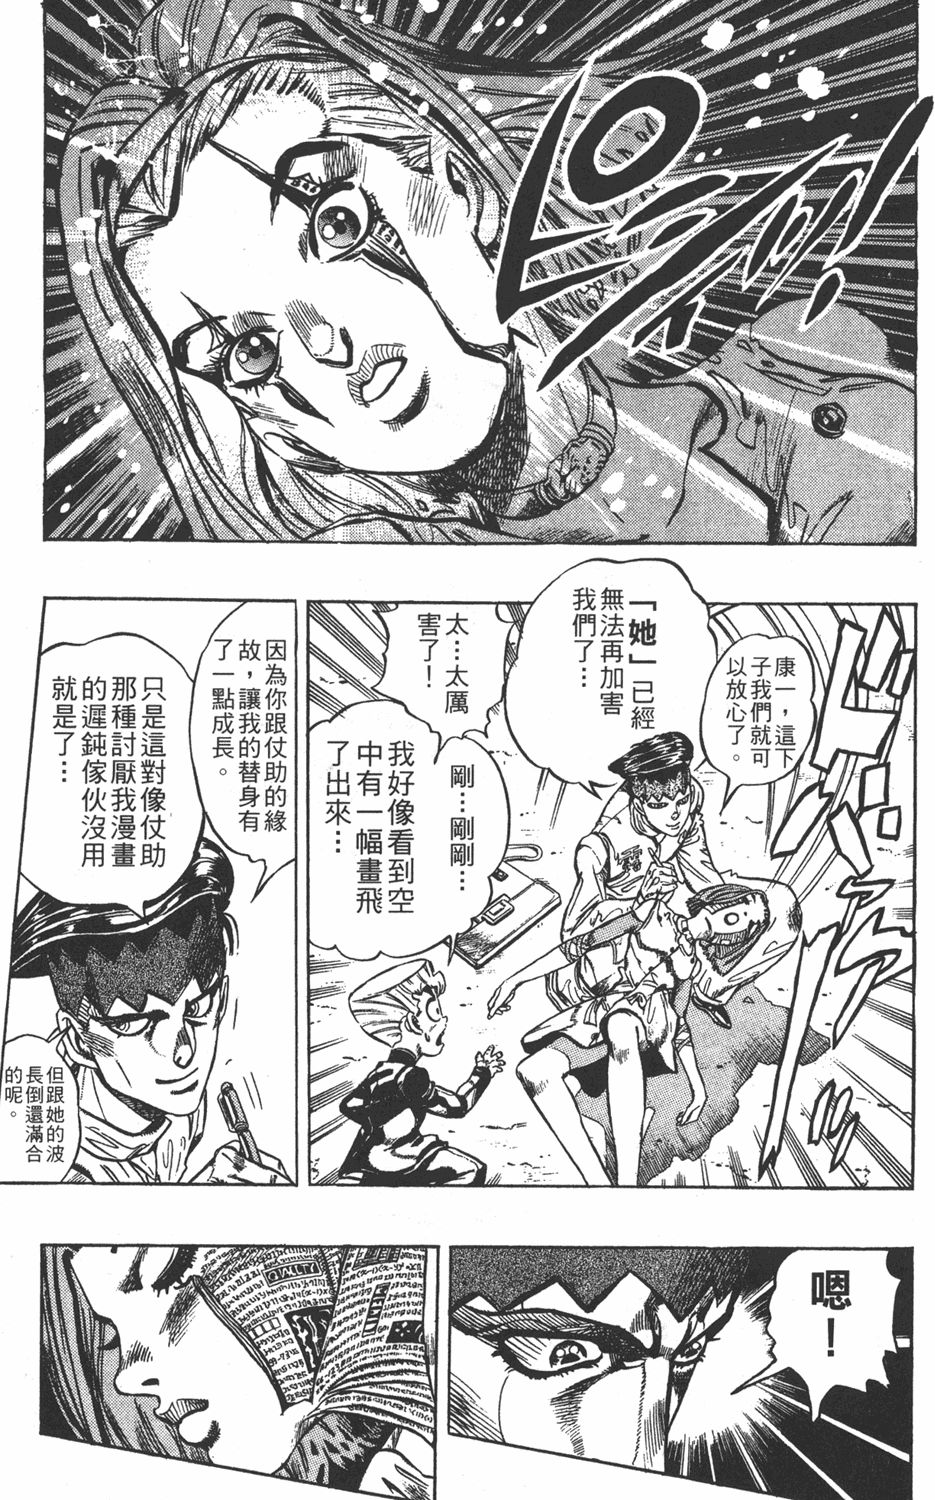 ピラッ!!
康一，這下
子我們就可
以放心了。
「她」已經
無法再加害
我們了…
太…太厲
害了！
剛…剛剛…
我好像看到空
中有一幅畫飛
了出來…
因為你跟仗助的緣
故，讓我的替身有
了一點成長。
只是這對像仗助
那種討厭我漫畫
的遲鈍傢伙沒用
就是了…
但跟她的波
長倒還滿合
的呢。
嗯！